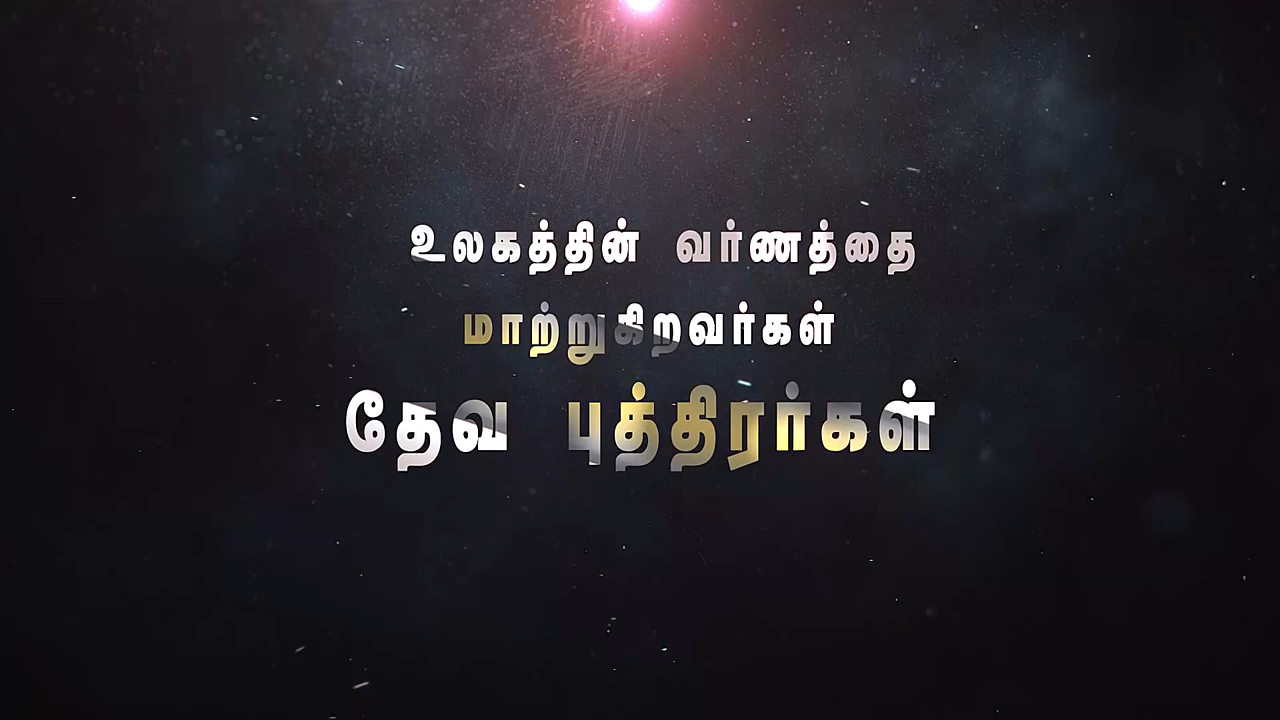 உலகத்தின் வர்ணத்தை
மாற்றுகிறவர்கள்
தேவ புத்திரர்கள்